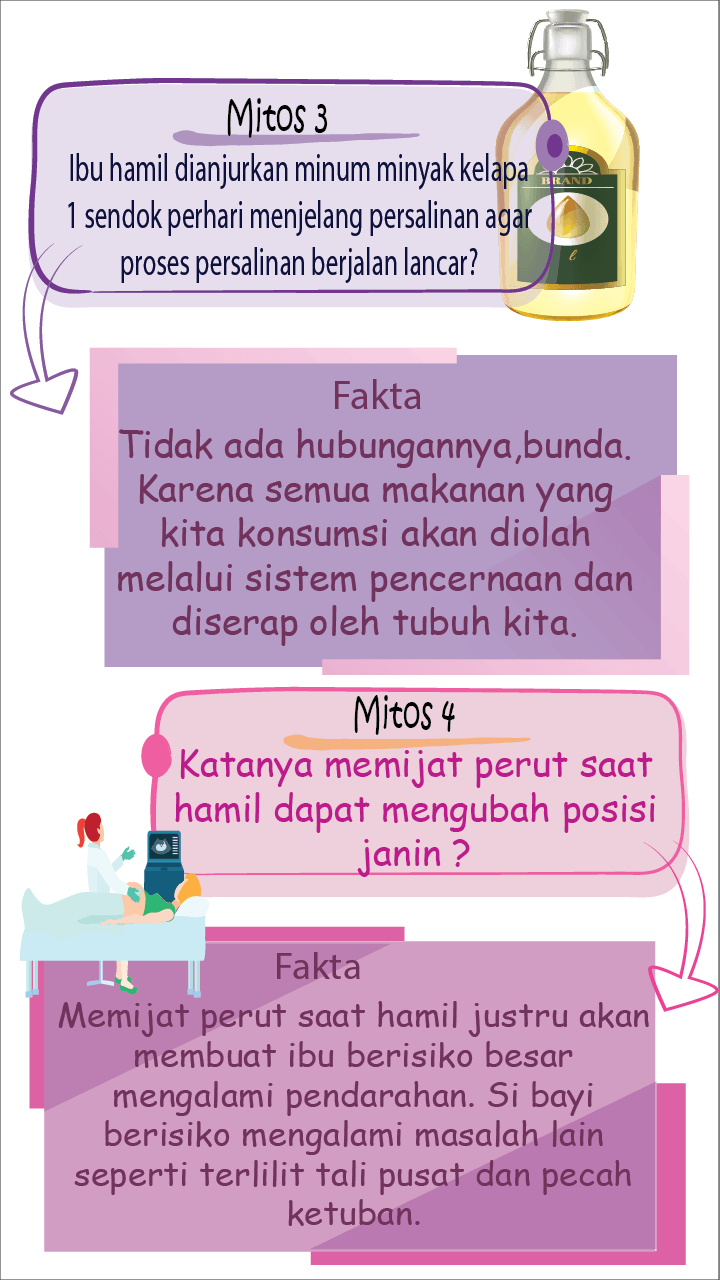 Mitos 3
Ibu hamil dianjurkan minum minyak kelapa
1 sendok perhari menjelang persalinan agar
proses persalinan berjalan lancar?
BRAND
ℓ
Fakta
Tidak ada hubungannya,bunda.
Karena semua makanan yang
kita konsumsi akan diolah
melalui sistem pencernaan dan
diserap oleh tubuh kita.
Mitos 4
Katanya memijat perut saat
hamil dapat mengubah posisi
janin ?
Fakta
Memijat perut saat hamil justru akan
membuat ibu berisiko besar
mengalami pendarahan. Si bayi
berisiko mengalami masalah lain
seperti terlilit tali pusat dan pecah
ketuban.